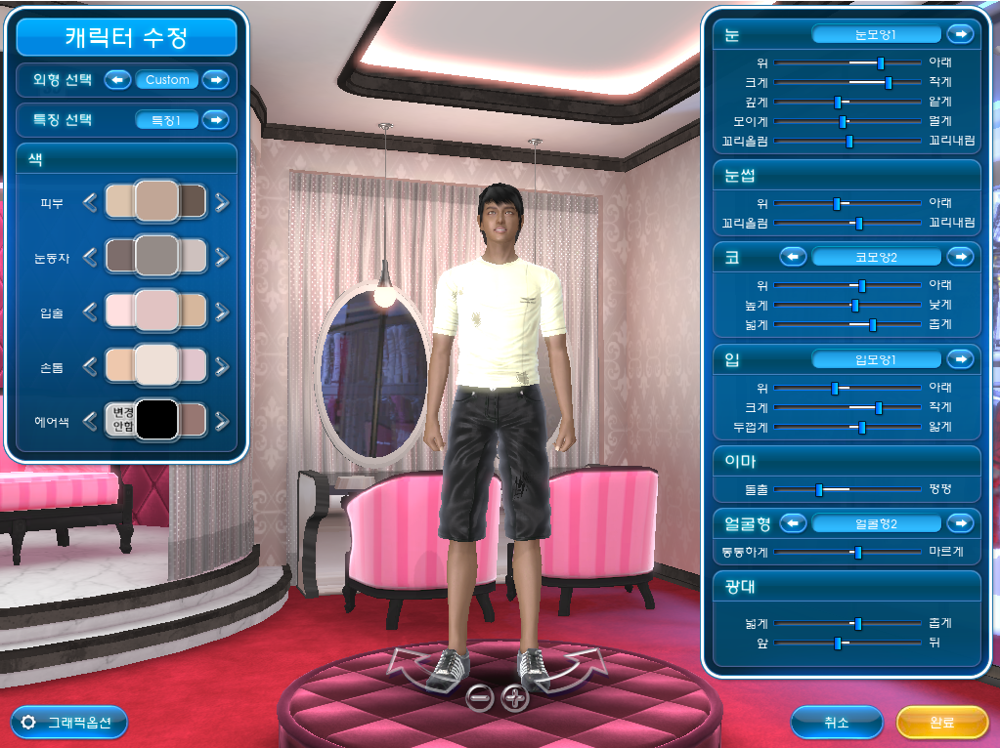 캐릭터 수정
외형 선택 Custom
특징 선택 특징1
색
피부
눈동자
입술
손톱
헤어색 변경
안함
눈 눈모양1
위 아래
크게 작게
깊게 얕게
모이게 멀게
꼬리올림 꼬리내림
눈썹
위 아래
꼬리올림 꼬리내림
코 코모양2
위 아래
높게 낮게
넓게 좁게
입 입모양1
위 아래
크게 작게
두껍게 얇게
이마
돌출 평평
얼굴형 얼굴형2
통통하게 마르게
광대
넓게 좁게
앞 뒤
그래픽옵션
취소
완료